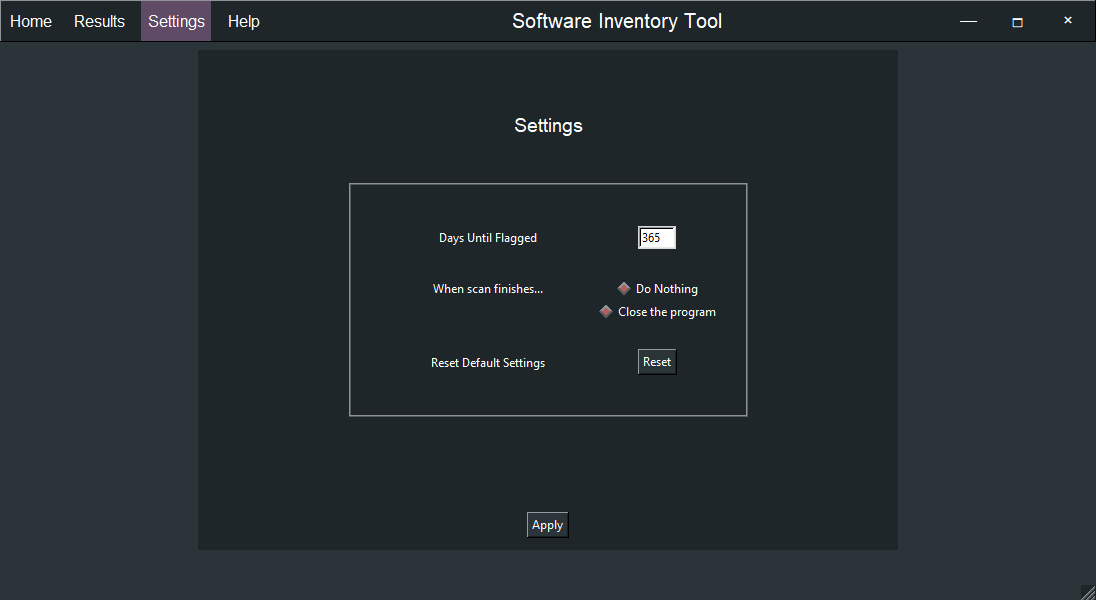 Home Results Settings Help Software Inventory Tool
Settings
Days Until Flagged 365
When scan finishes... Do Nothing
Close the program
Reset Default Settings Reset
Apply